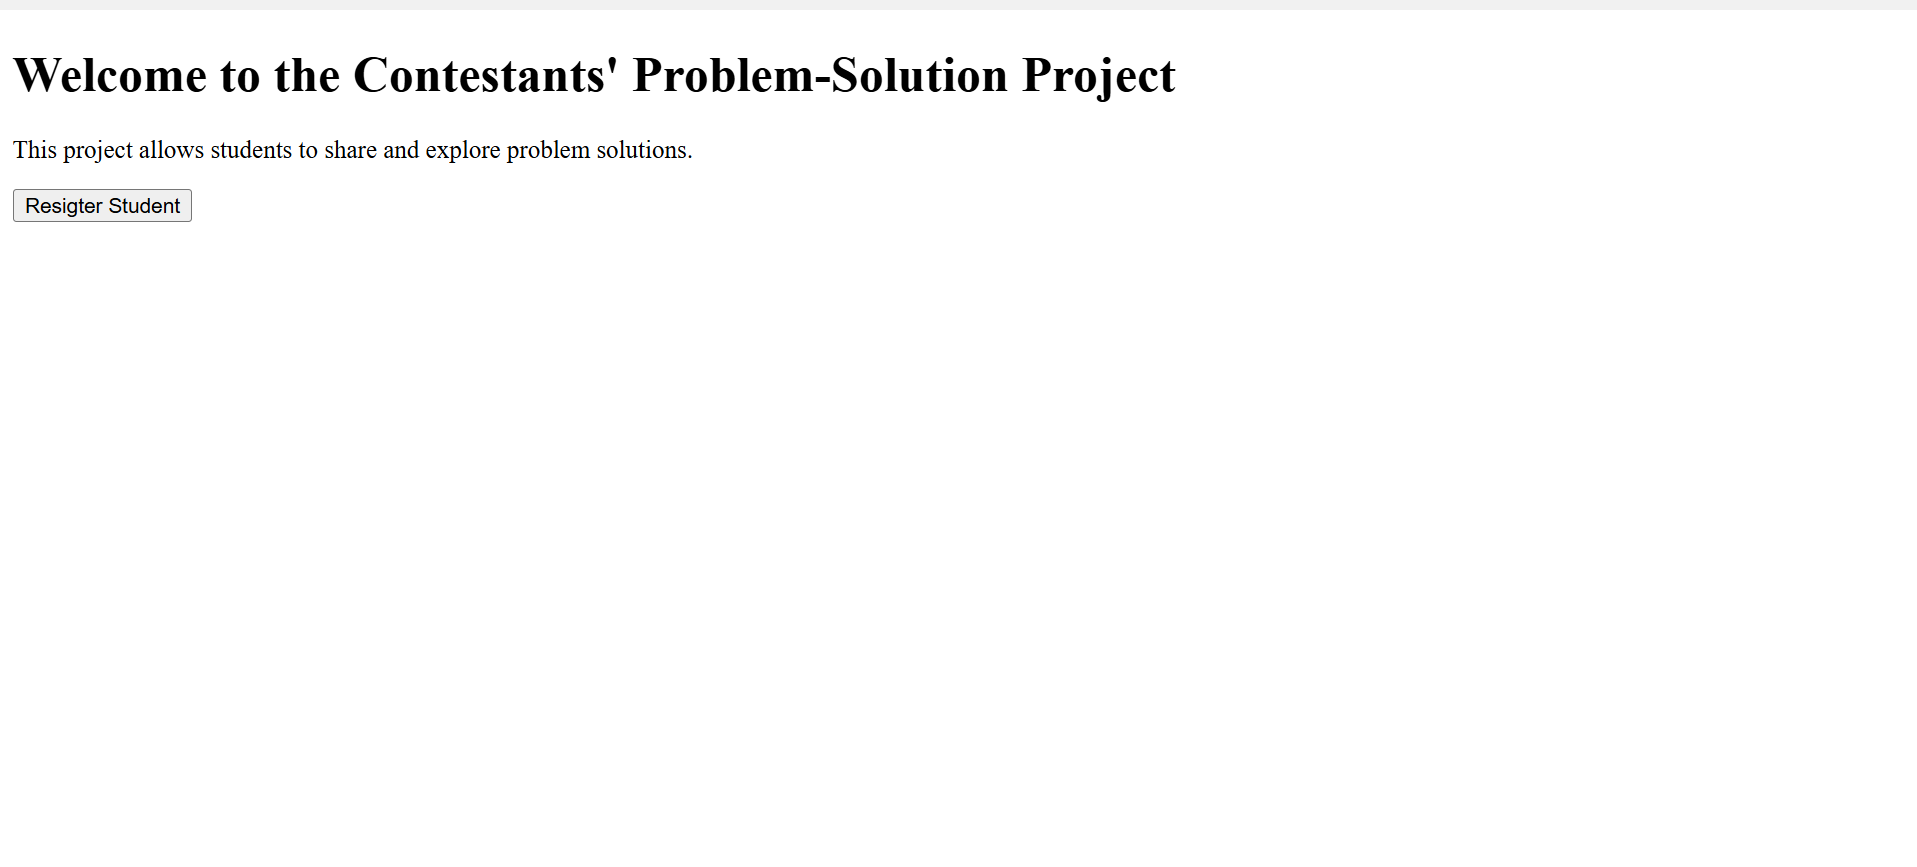 Welcome to the Contestants' Problem-Solution Project
This project allows students to share and explore problem solutions.
Resigter Student